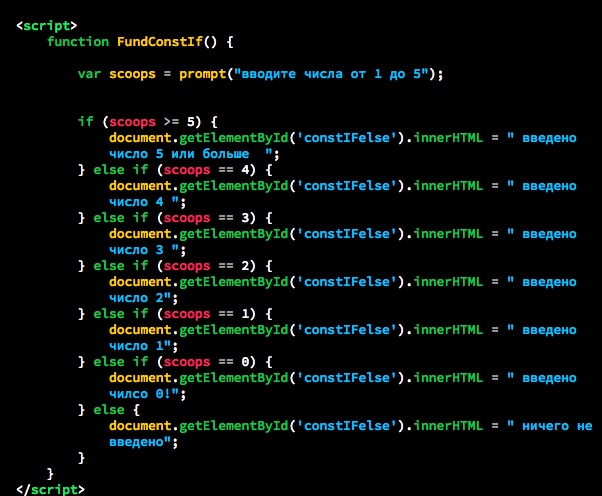 <script>
function FundConstIf() {
var scoops = prompt("вводите числа от 1 до 5");
if (scoops >= 5) {
document.getElementById('constIFelse').innerHTML = " введено
число 5 или больше  ";
} else if (scoops == 4) {
document.getElementById('constIFelse').innerHTML = " введено
число 4 ";
} else if (scoops == 3) {
document.getElementById('constIFelse').innerHTML = " введено
число 3 ";
} else if (scoops == 2) {
document.getElementById('constIFelse').innerHTML = " введено
число 2";
} else if (scoops == 1) {
document.getElementById('constIFelse').innerHTML = " введено
число 1";
} else if (scoops == 0) {
document.getElementById('constIFelse').innerHTML = " введено
чилсо 0!";
} else {
document.getElementById('constIFelse').innerHTML = " ничего не
введено";
}
}
</script>